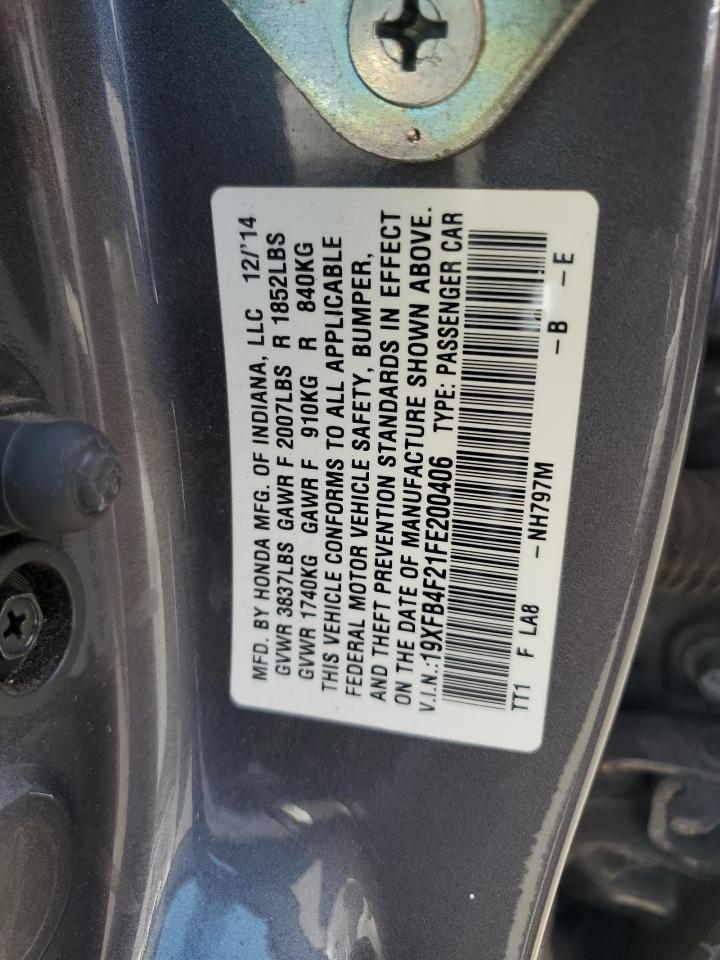 MFD. BY HONDA MFG. OF INDIANA, LLC 12/'14
GVWR 3837LBS GAWR F 2007LBS R 1852LBS
GVWR 1740KG GAWR F 910KG R 840KG
THIS VEHICLE CONFORMS TO ALL APPLICABLE
FEDERAL MOTOR VEHICLE SAFETY, BUMPER,
AND THEFT PREVENTION STANDARDS IN EFFECT
ON THE DATE OF MANUFACTURE SHOWN ABOVE.
V.I.N.:19XFB4F21FE200406 TYPE: PASSENGER CAR
TT1 F LA8 -NH797M -B -E